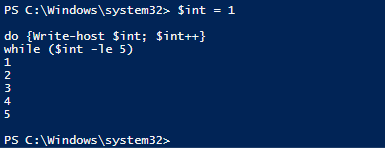 PS C:\Windows\system32> $int = 1
do {Write-host $int; $int++}
while ($int -le 5)
1
2
3
4
5
PS C:\Windows\system32>